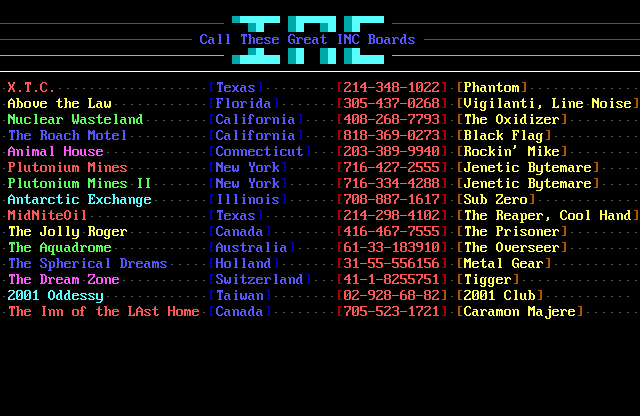 INC
Call These Great INC Boards
X.T.C. [Texas] [214-348-1022] [Phantom]
Above the Law [Florida] [305-437-0268] [Vigilanti, Line Noise]
Nuclear Wasteland [California] [408-268-7793] [The Oxidizer]
The Roach Motel [California] [818-369-0273] [Black Flag]
Animal House [Connecticut] [203-389-9940] [Rockin' Mike]
Plutonium Mines [New York] [716-427-2555] [Jenetic Bytemare]
Plutonium Mines II [New York] [716-334-4288] [Jenetic Bytemare]
Antarctic Exchange [Illinois] [708-887-1617] [Sub Zero]
MidNiteOil [Texas] [214-298-4102] [The Reaper, Cool Hand]
The Jolly Roger [Canada] [416-467-7555] [The Prisoner]
The Aquadrome [Australia] [61-33-183910] [The Overseer]
The Spherical Dreams [Holland] [31-55-556156] [Metal Gear]
The Dream Zone [Switzerland] [41-1-8255751] [Tigger]
2001 Oddessy [Taiwan] [02-928-68-82] [2001 Club]
The Inn of the LAst Home [Canada] [705-523-1721] [Caramon Majere]